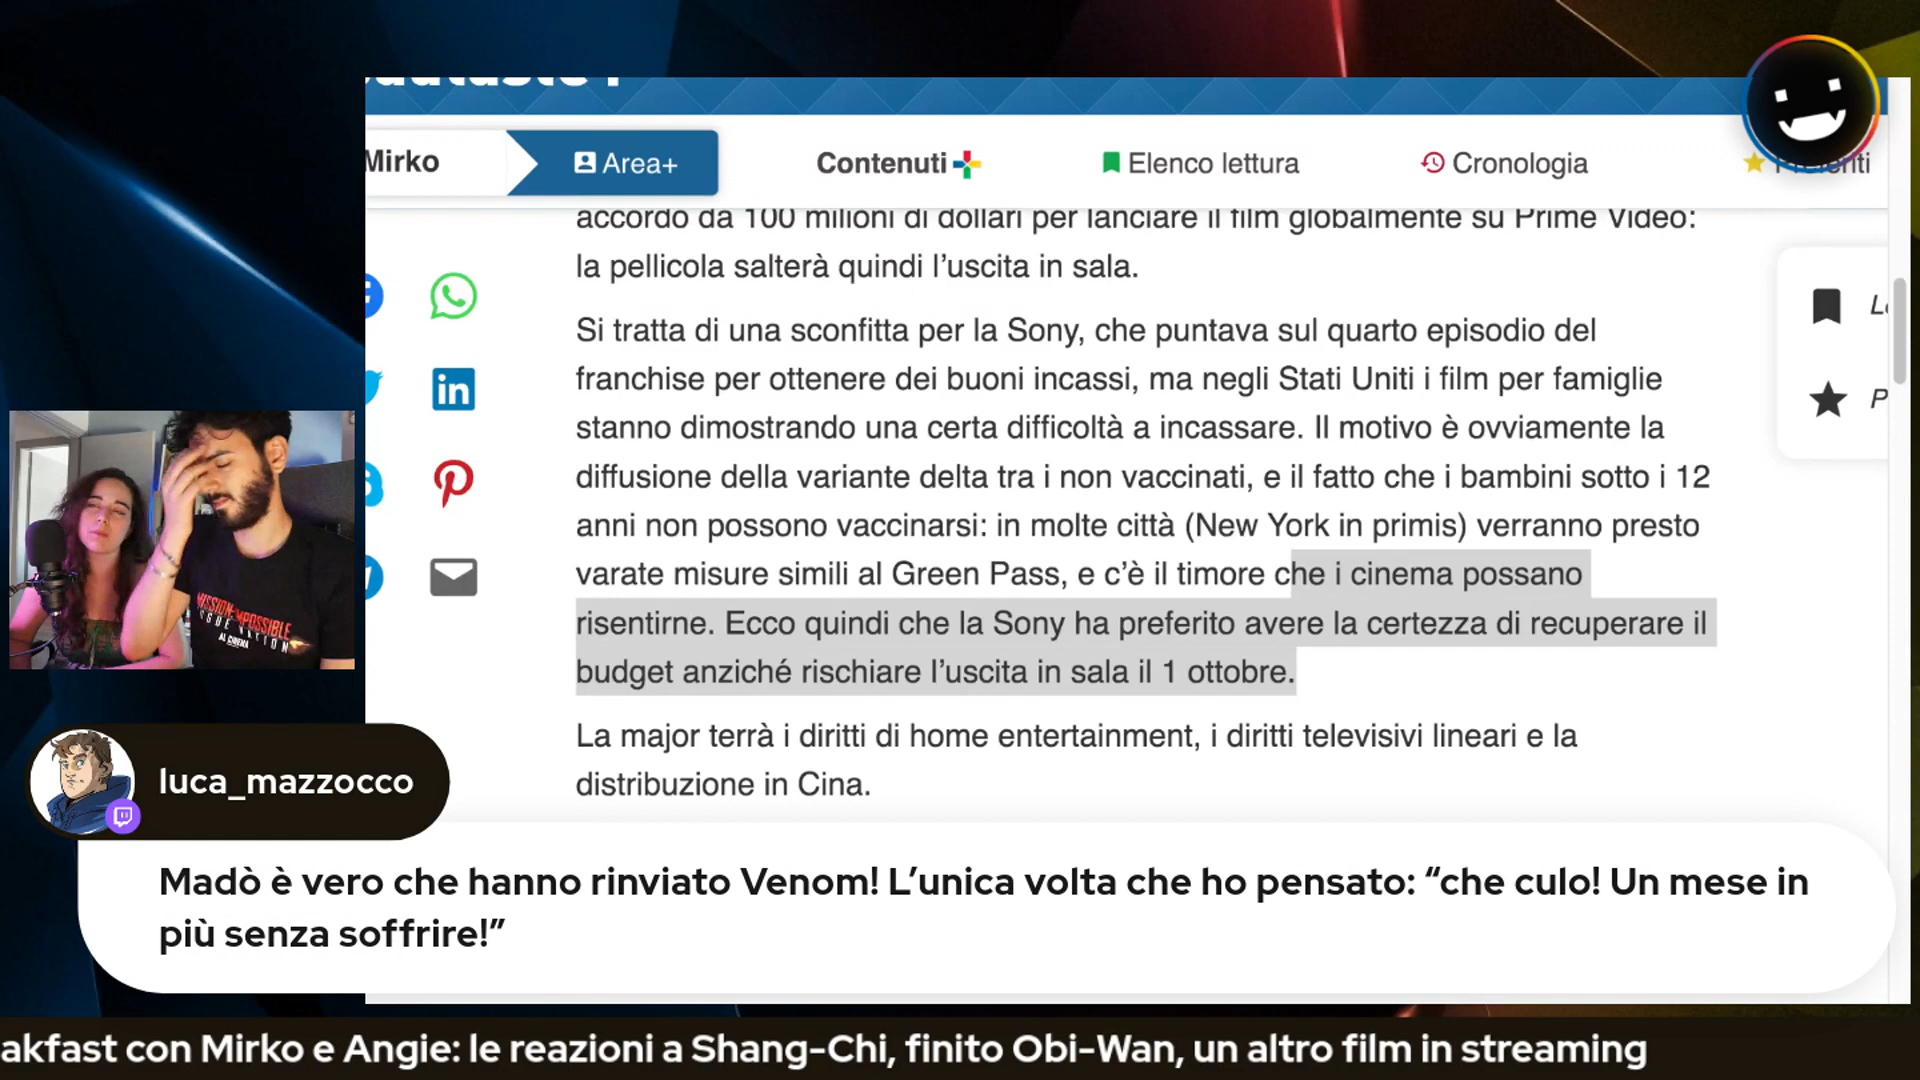 Mirko
Area+
Contenuti
Elenco lettura
Cronologia
accordo da 100 milioni di dollari per lanciare il film globalmente su Prime Video:
la pellicola salterà quindi l’uscita in sala.
Si tratta di una sconfitta per la Sony, che puntava sul quarto episodio del
franchise per ottenere dei buoni incassi, ma negli Stati Uniti i film per famiglie
stanno dimostrando una certa difficoltà a incassare. Il motivo è ovviamente la
diffusione della variante delta tra i non vaccinati, e il fatto che i bambini sotto i 12
anni non possono vaccinarsi: in molte città (New York in primis) verranno presto
varate misure simili al Green Pass, e c’è il timore che i cinema possano
risentirne. Ecco quindi che la Sony ha preferito avere la certezza di recuperare il
budget anziché rischiare l’uscita in sala il 1 ottobre.
La major terrà i diritti di home entertainment, i diritti televisivi lineari e la
distribuzione in Cina.
in
P
MISSION:IMPOSSIBLE
ROGUE NATION
AL CINEMA
luca_mazzocco
Madò è vero che hanno rinviato Venom! L’unica volta che ho pensato: “che culo! Un mese in
più senza soffrire!”
akfast con Mirko e Angie: le reazioni a Shang-Chi, finito Obi-Wan, un altro film in streaming